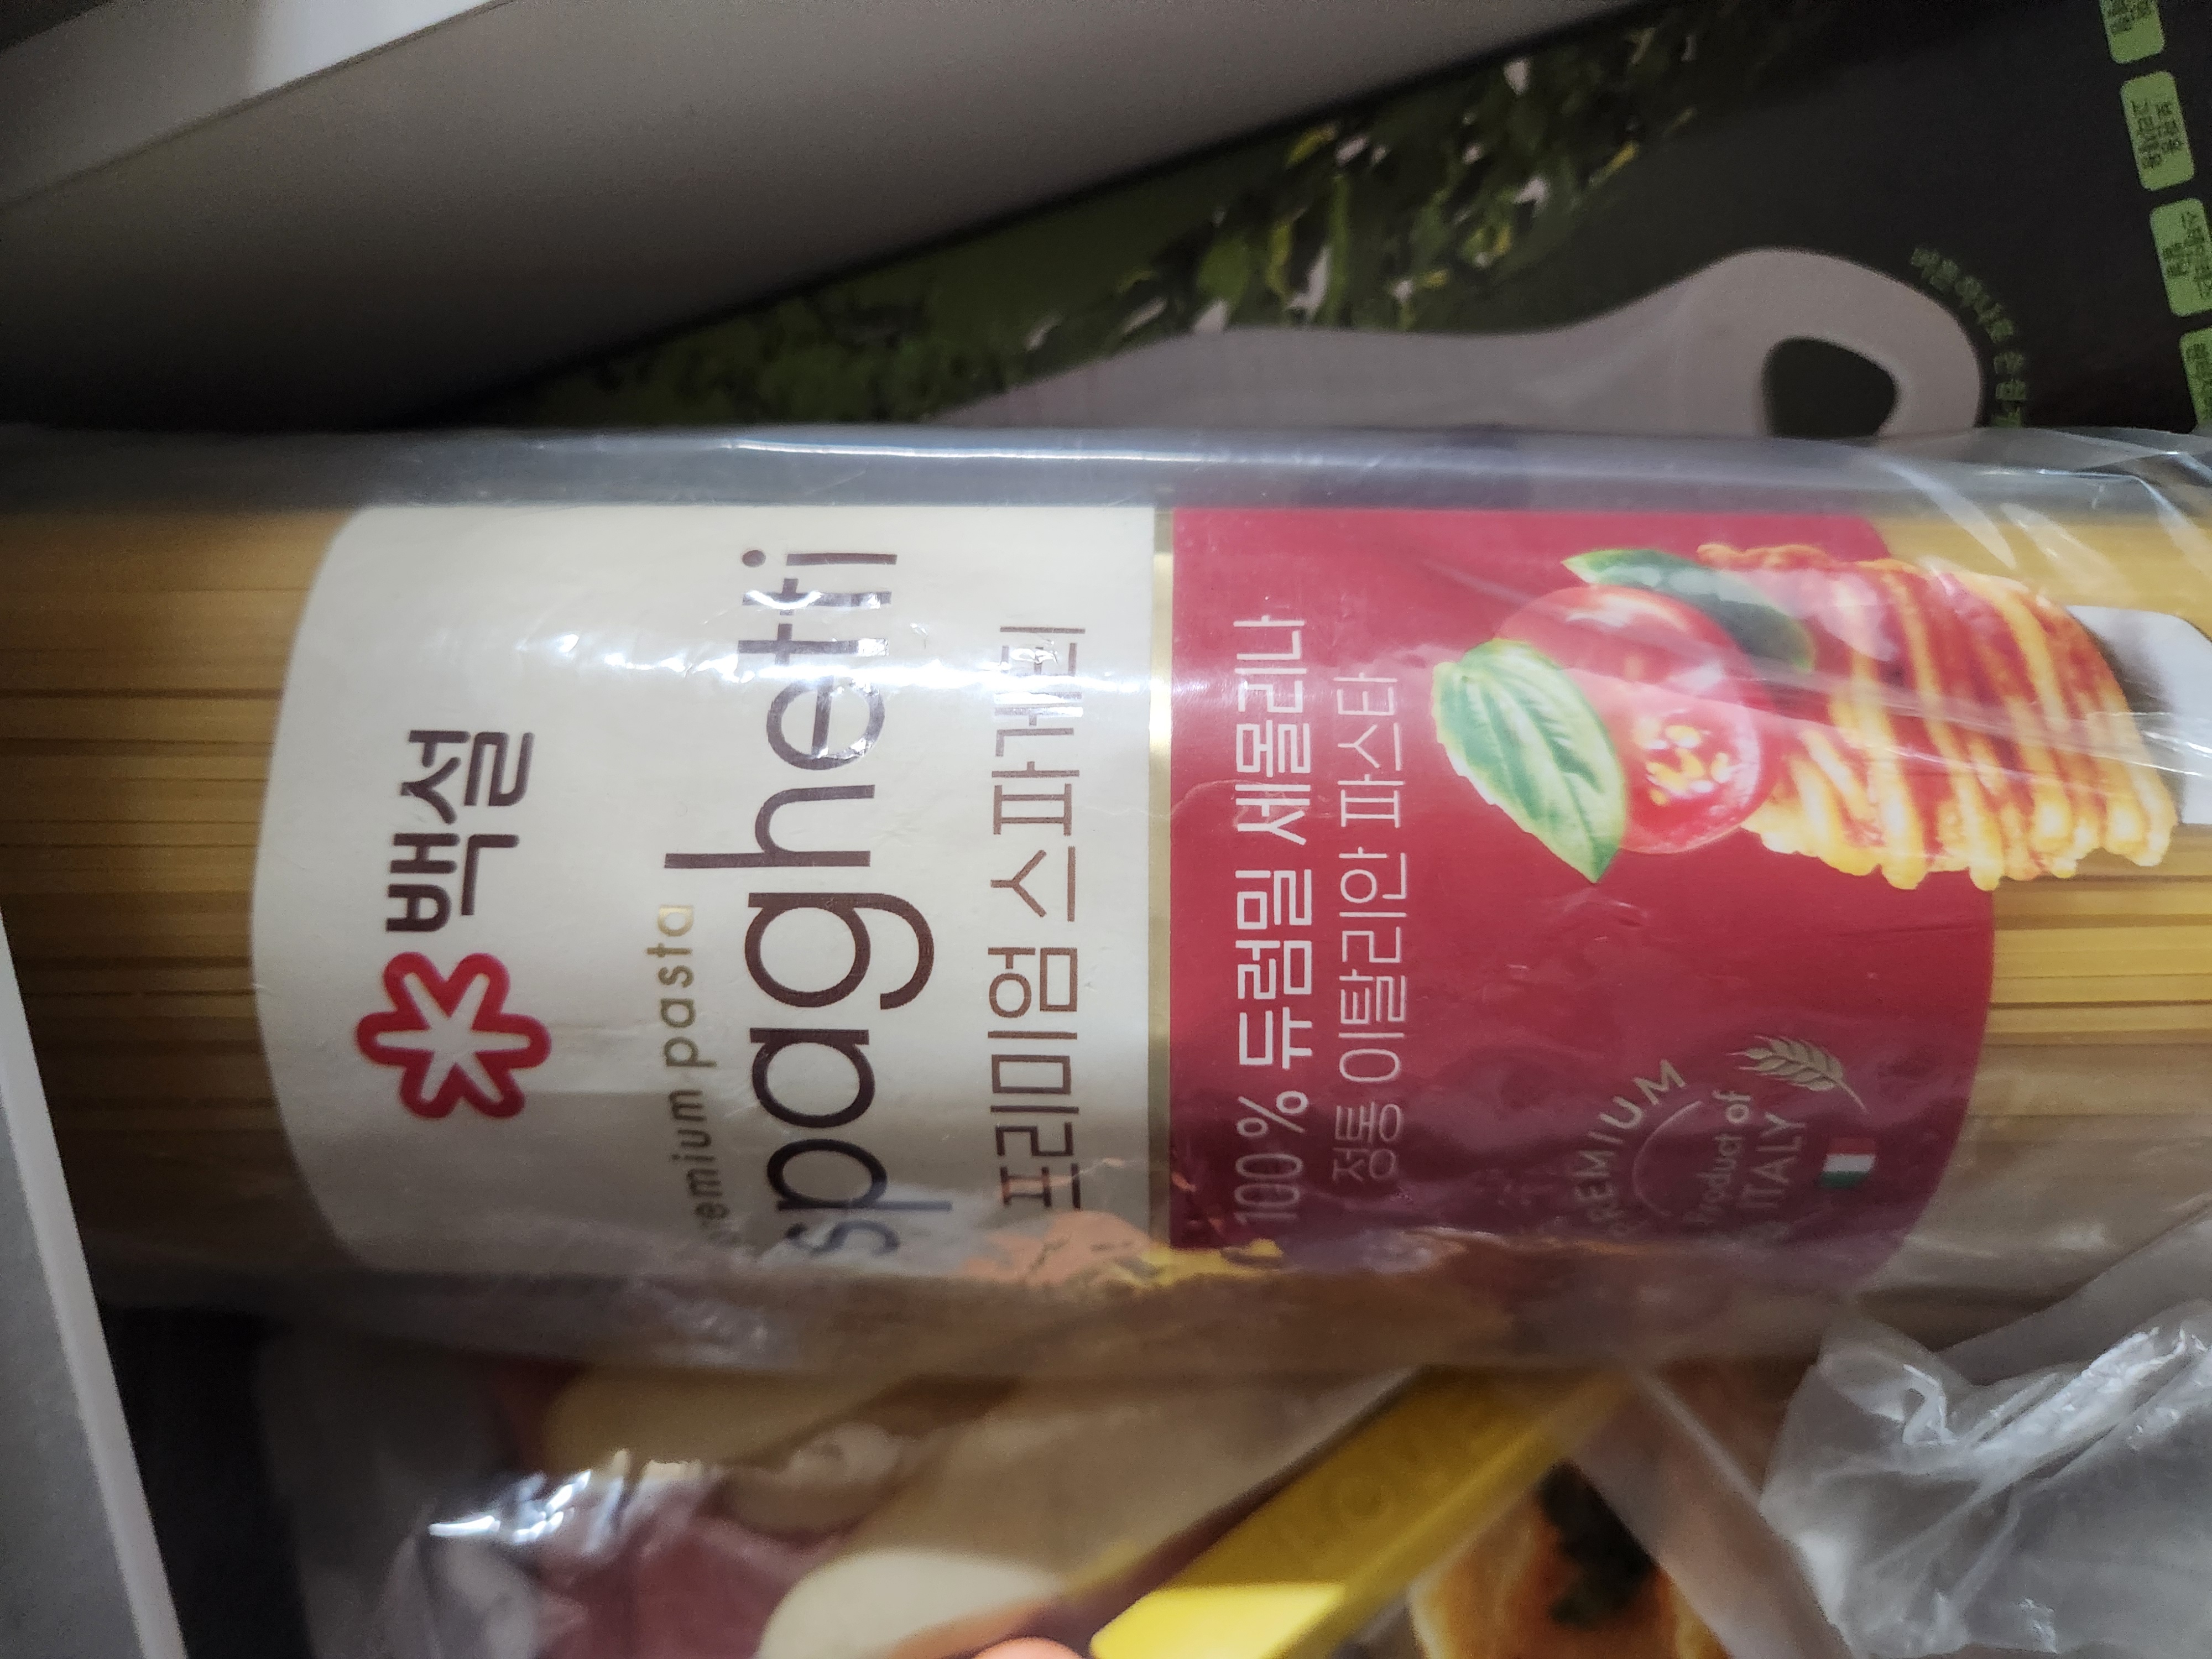 백설
premium pasta
spaghetti
프리미엄 스파게티
100% 듀럼밀 세몰리나
정통 이탈리안 파스타
PREMIUM
Product of
ITALY